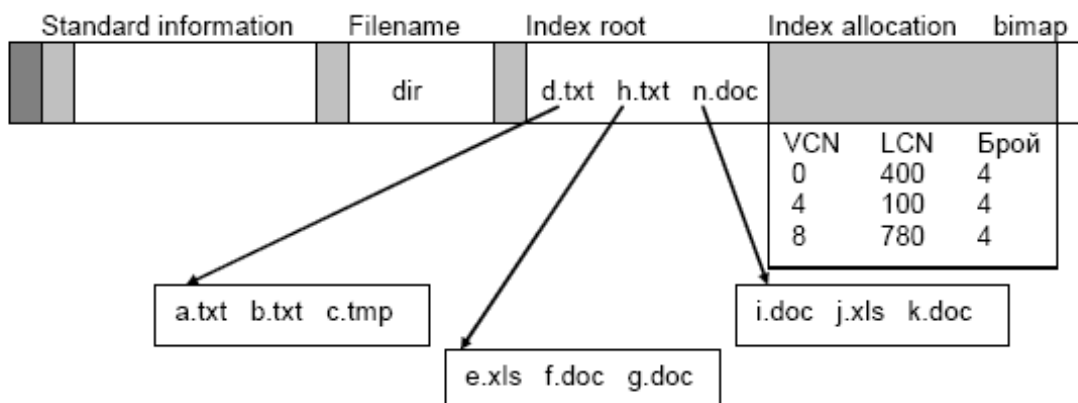 Standard information Filename Index root Index allocation bimap
dir d.txt h.txt n.doc
VCN LCN Брой
0 400 4
4 100 4
8 780 4
a.txt b.txt c.tmp
i.doc j.xls k.doc
e.xls f.doc g.doc